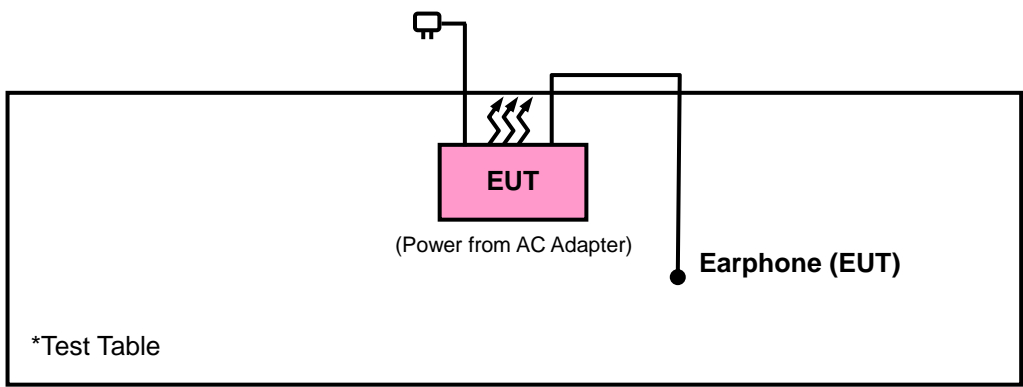 EUT
(Power from AC Adapter)
Earphone (EUT)
*Test Table